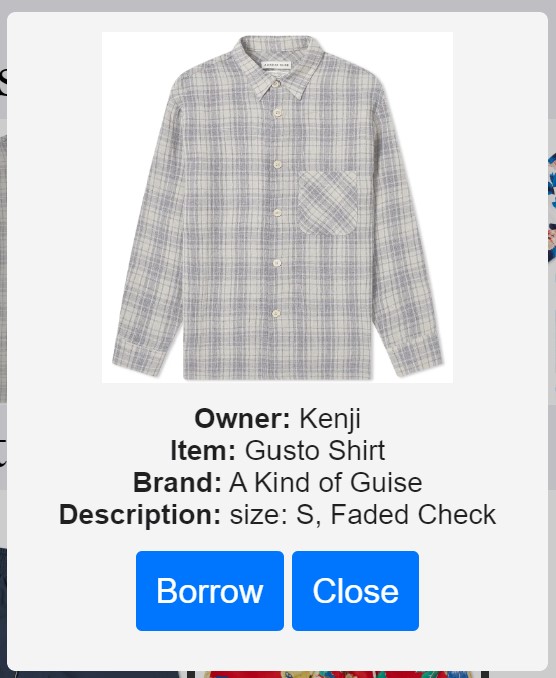 Owner: Kenji
Item: Gusto Shirt
Brand: A Kind of Guise
Description: size: S, Faded Check
Borrow
Close